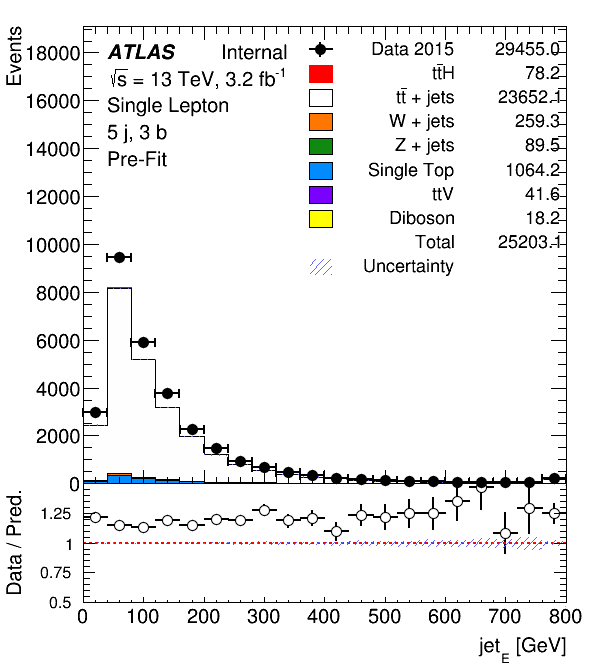 Events
18000
16000
14000
12000
10000
8000
6000
4000
2000
0
ATLAS Internal
√s = 13 TeV, 3.2 fb⁻¹
Single Lepton
5 j, 3 b
Pre-Fit
Data 2015 29455.0
tt̄H 78.2
tt̄ + jets 23652.1
W + jets 259.3
Z + jets 89.5
Single Top 1064.2
ttV 41.6
Diboson 18.2
Total 25203.1
Uncertainty
Data / Pred.
1.25
1
0.75
0.5
0 100 200 300 400 500 600 700 800
jet_E [GeV]